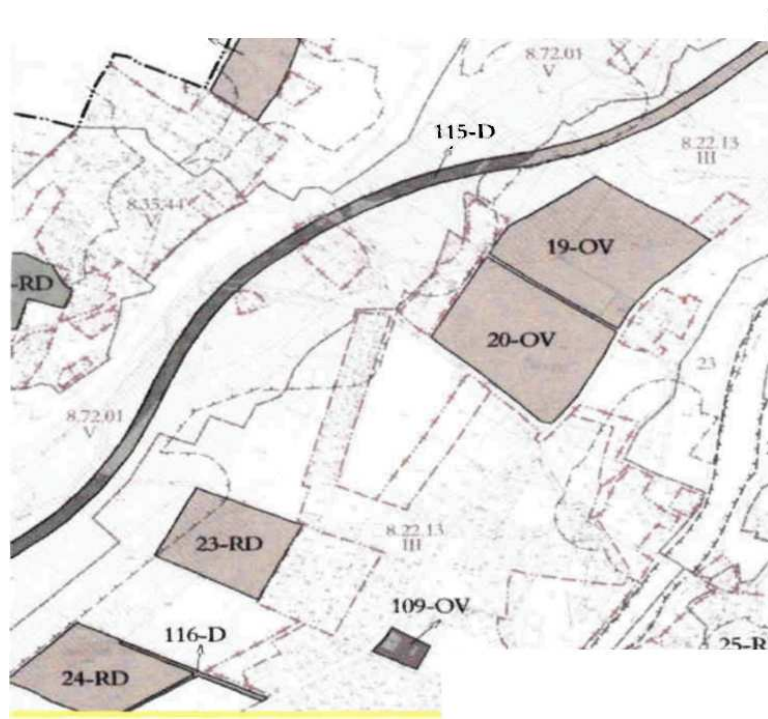 8.72.01
V
115-D
8.22.13
III
8.35.44
V
19-OV
-RD
20-OV
23
8.72.01
V
8.22.13
III
23-RD
109-OV
116-D
25-R
24-RD